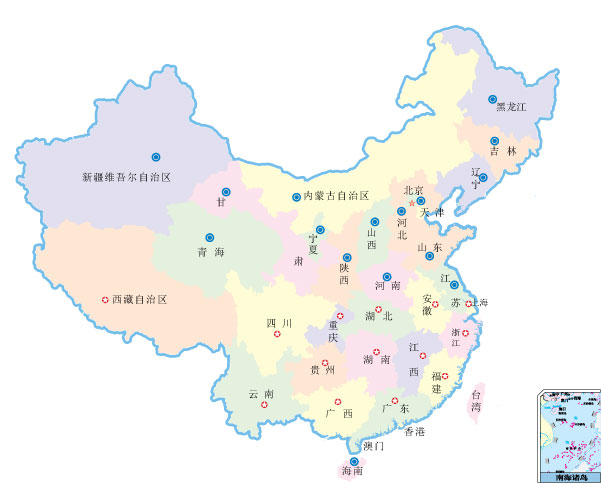 黑龙江
吉林
辽宁
新疆维吾尔自治区
甘
肃
内蒙古自治区
北京
天津
河北
山西
宁夏
青海
山东
陕西
河南
江
苏
上海
安徽
西藏自治区
四川
重庆
湖北
浙江
湖南
江西
贵州
福建
云南
广西
广东
台湾
香港
澳门
海南
南海诸岛